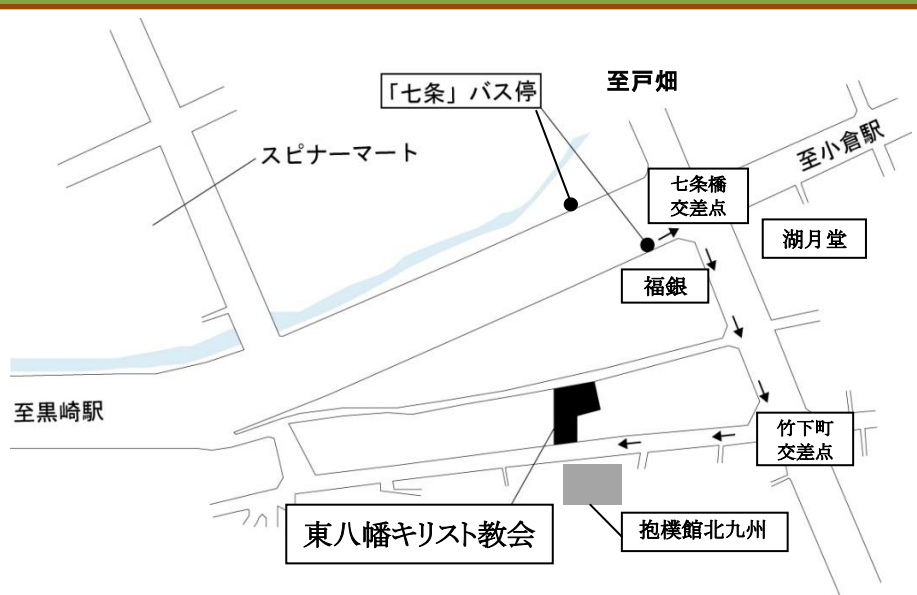 至戸畑
「七条」バス停
スピナーマート
至小倉駅
七条橋
交差点
湖月堂
福銀
至黒崎駅
竹下町
交差点
東八幡キリスト教会
抱樸館北九州